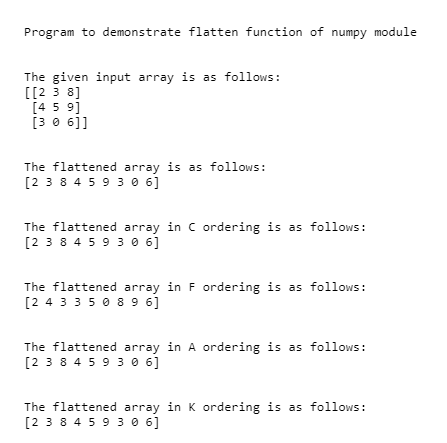 Program to demonstrate flatten function of numpy module
The given input array is as follows:
[[2 3 8]
[4 5 9]
[3 0 6]]
The flattened array is as follows:
[2 3 8 4 5 9 3 0 6]
The flattened array in C ordering is as follows:
[2 3 8 4 5 9 3 0 6]
The flattened array in F ordering is as follows:
[2 4 3 3 5 0 8 9 6]
The flattened array in A ordering is as follows:
[2 3 8 4 5 9 3 0 6]
The flattened array in K ordering is as follows:
[2 3 8 4 5 9 3 0 6]